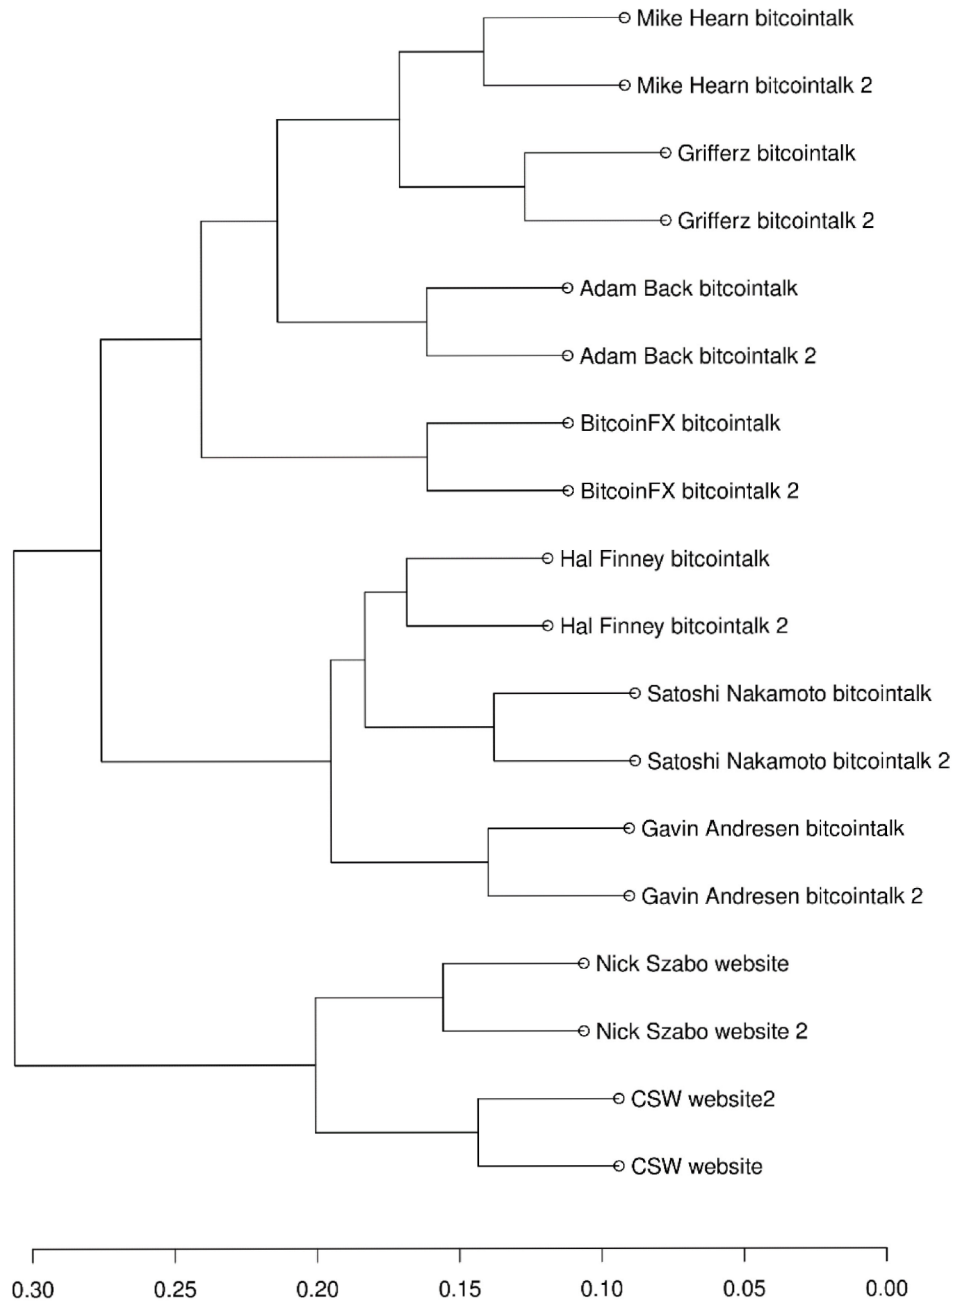 Mike Hearn bitcointalk
Mike Hearn bitcointalk 2
Grifferz bitcointalk
Grifferz bitcointalk 2
Adam Back bitcointalk
Adam Back bitcointalk 2
BitcoinFX bitcointalk
BitcoinFX bitcointalk 2
Hal Finney bitcointalk
Hal Finney bitcointalk 2
Satoshi Nakamoto bitcointalk
Satoshi Nakamoto bitcointalk 2
Gavin Andresen bitcointalk
Gavin Andresen bitcointalk 2
Nick Szabo website
Nick Szabo website 2
CSW website2
CSW website
0.30 0.25 0.20 0.15 0.10 0.05 0.00